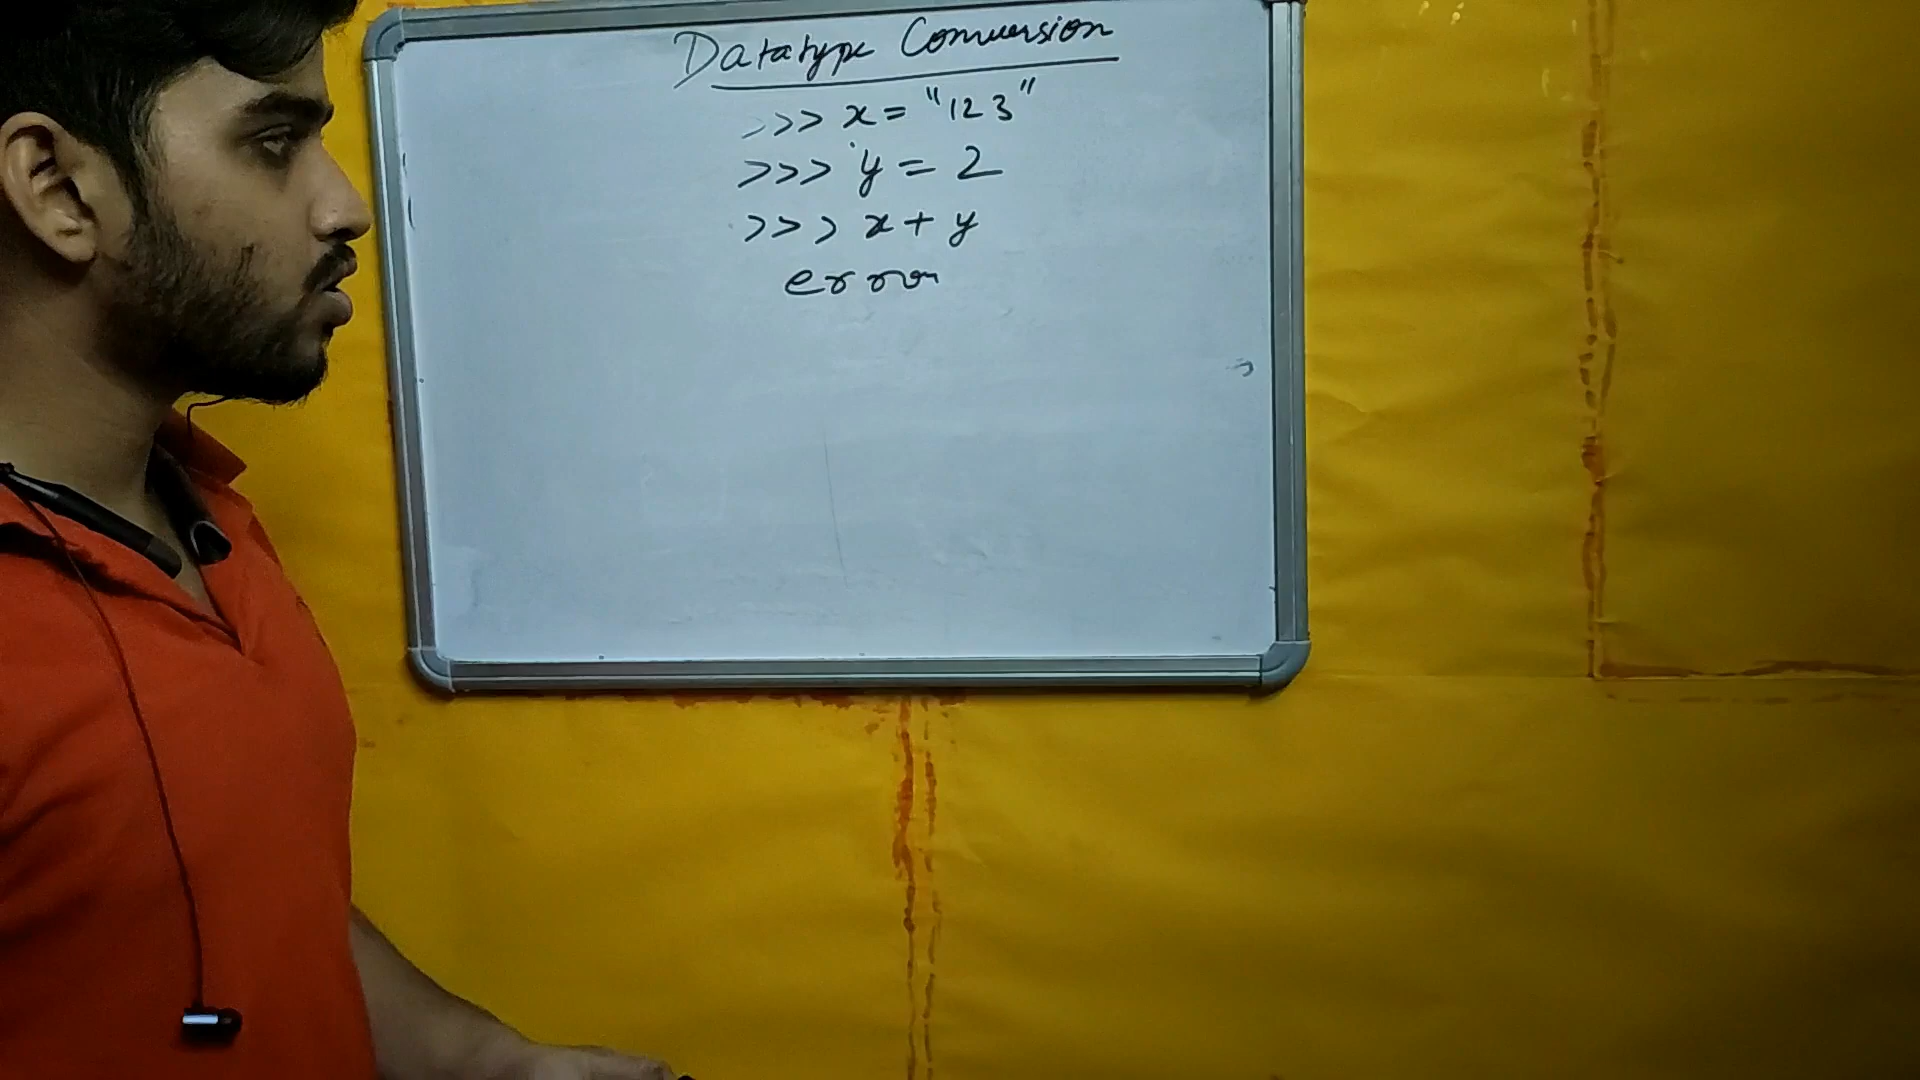 Datatype Conversion
>>> x = "123"
>>> y = 2
>>> x + y
error